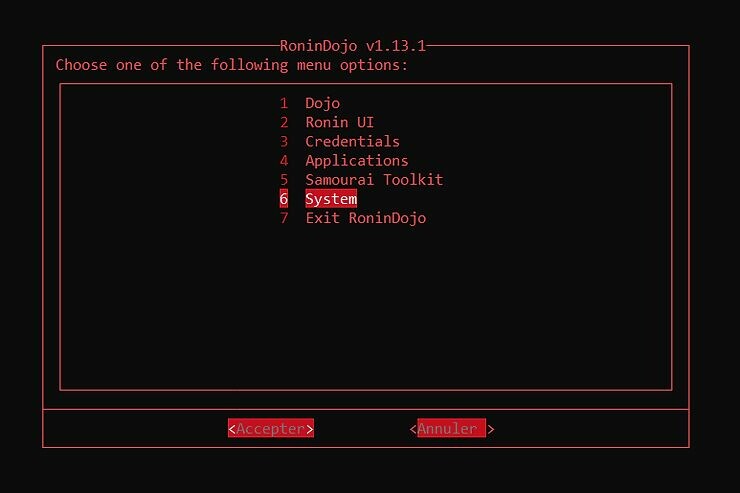 RoninDojo v1.13.1
Choose one of the following menu options:
1 Dojo
2 Ronin UI
3 Credentials
4 Applications
5 Samourai Toolkit
6 System
7 Exit RoninDojo
<Accepter> <Annuler >